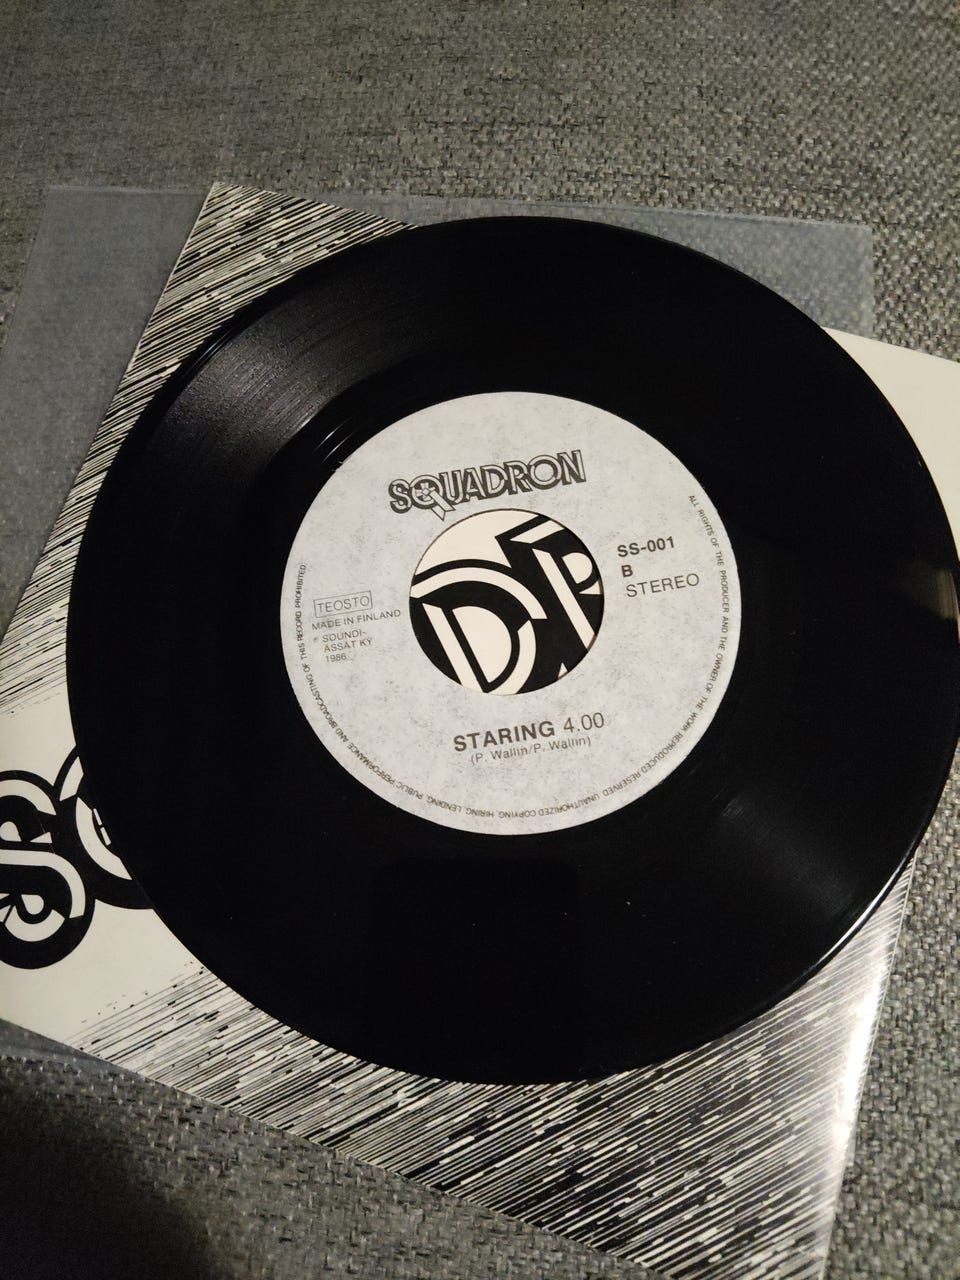 SQUADRON
SS-001
B
STEREO
TEOSTO
MADE IN FINLAND
℗ SOUNDI-
ASSAT KY
1986
STARING 4.00
(P. Wallin/P. Wallin)
ALL RIGHTS OF THE PRODUCER AND THE OWNER OF THE WORK REPRODUCED RESERVED. UNAUTHORIZED COPYING, HIRING, LENDING, PUBLIC PERFORMANCE AND BROADCASTING OF THIS RECORD PROHIBITED.